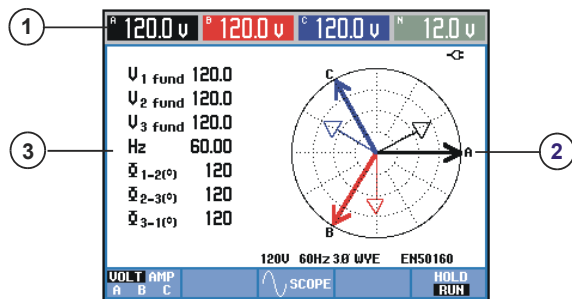 1
A 120.0 V B 120.0 V C 120.0 V N 12.0 V
V1 fund 120.0
V2 fund 120.0
V3 fund 120.0
Hz 60.00
Φ1-2(°) 120
Φ2-3(°) 120
Φ3-1(°) 120
C
A
B
3
2
120V 60Hz 3Ø WYE EN50160
VOLT AMP
A B C
SCOPE
HOLD
RUN